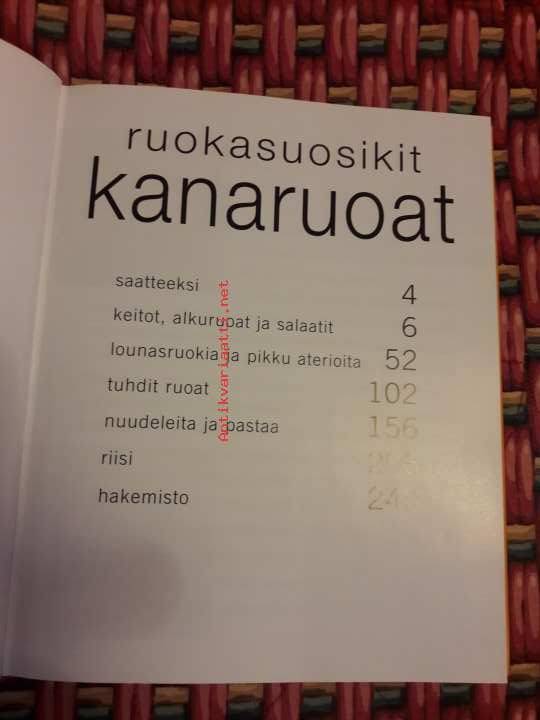 ruokasuosikit
kanaruoat
saatteeksi 4
keitot, alkuruoat ja salaatit 6
lounasruokia ja pikku aterioita 52
tuhdit ruoat 102
nuudeleita ja pastaa 156
riisi
hakemisto
Antikvariaatti.net